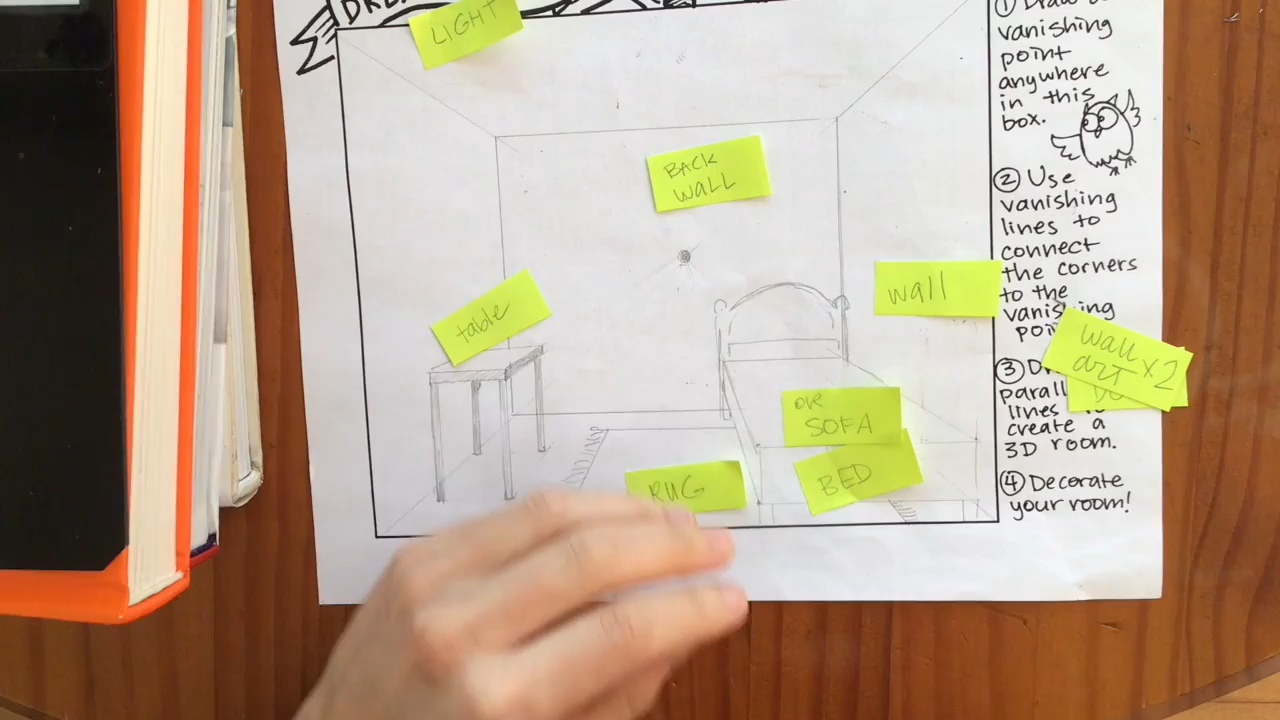 LIGHT
BACK
WALL
table
wall
OR
SOFA
BED
RUG
① Draw
vanishing
point
anywhere
in this
box.
② Use
vanishing
lines to
connect
the corners
to the
vanishing
wall
art x2
③
parallel
lines to
create a
3D room.
④ Decorate
your room!